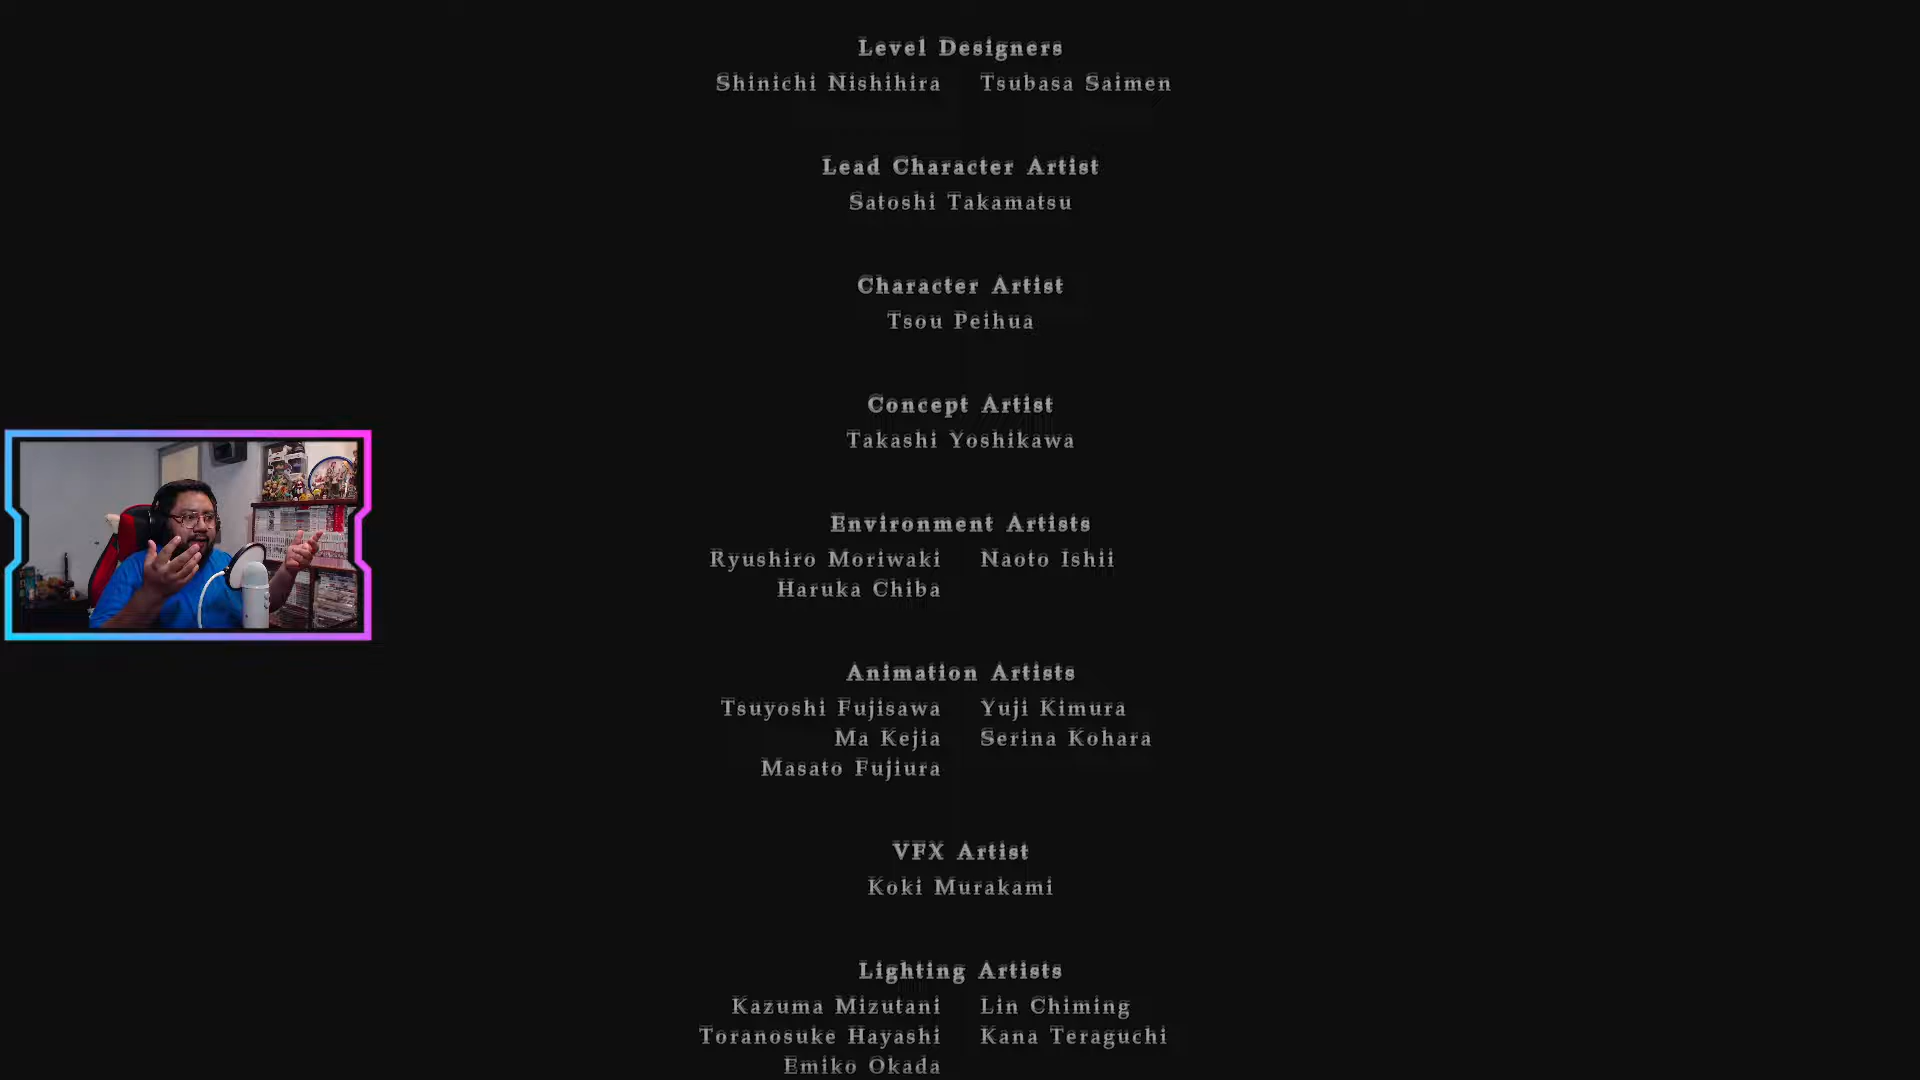 Level Designers
Shinichi Nishihira Tsubasa Saimen
Lead Character Artist
Satoshi Takamatsu
Character Artist
Tsou Peihua
Concept Artist
Takashi Yoshikawa
Environment Artists
Ryushiro Moriwaki Naoto Ishii
Haruka Chiba
Animation Artists
Tsuyoshi Fujisawa Yuji Kimura
Ma Kejia Serina Kohara
Masato Fujiura
VFX Artist
Koki Murakami
Lighting Artists
Kazuma Mizutani Lin Chiming
Toranosuke Hayashi Kana Teraguchi
Emiko Okada